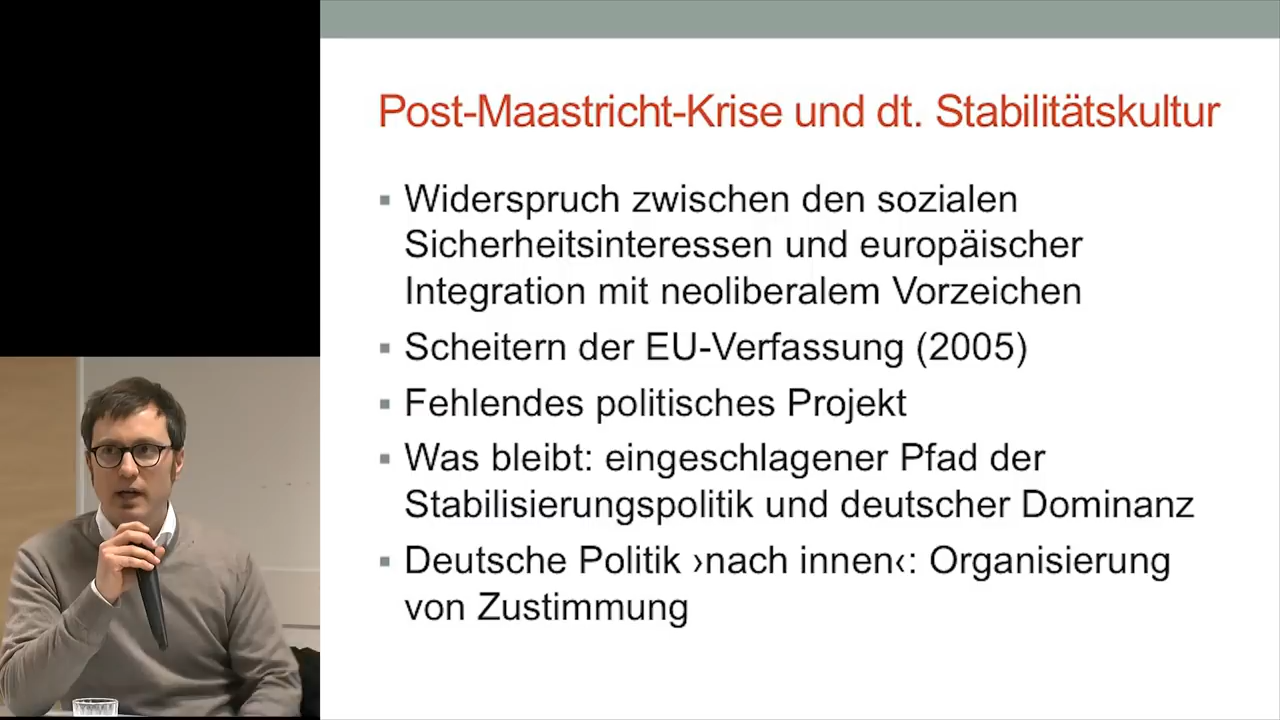 Post-Maastricht-Krise und dt. Stabilitätskultur
▪ Widerspruch zwischen den sozialen
Sicherheitsinteressen und europäischer
Integration mit neoliberalem Vorzeichen
▪ Scheitern der EU-Verfassung (2005)
▪ Fehlendes politisches Projekt
▪ Was bleibt: eingeschlagener Pfad der
Stabilisierungspolitik und deutscher Dominanz
▪ Deutsche Politik ›nach innen‹: Organisierung
von Zustimmung